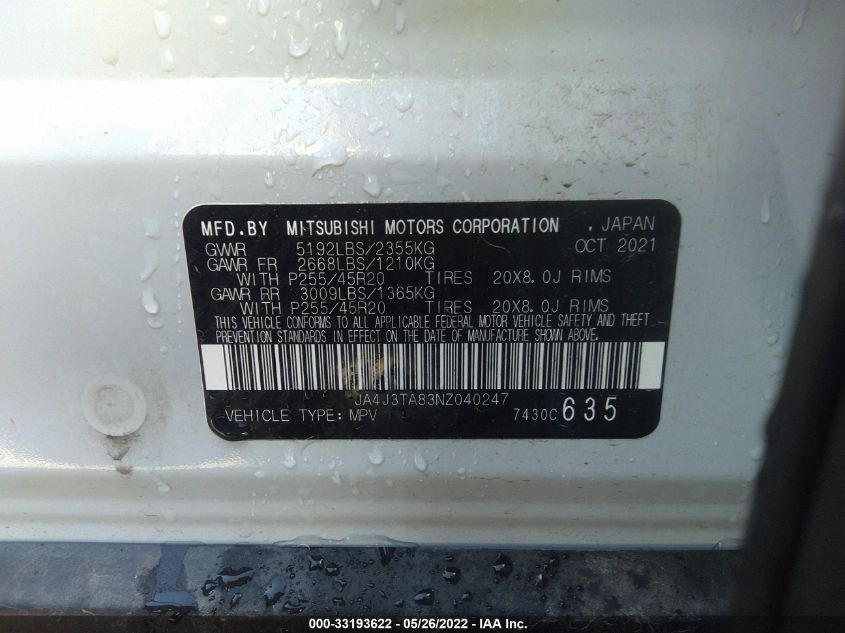 MFD. BY MITSUBISHI MOTORS CORPORATION , JAPAN
GVWR 5192LBS/2355KG OCT 2021
GAWR FR 2668LBS/1210KG
WITH P255/45R20 TIRES 20X8.0J RIMS
GAWR RR 3009LBS/1365KG
WITH P255/45R20 TIRES 20X8.0J RIMS
THIS VEHICLE CONFORMS TO ALL APPLICABLE FEDERAL MOTOR VEHICLE SAFETY AND THEFT
PREVENTION STANDARDS IN EFFECT ON THE DATE OF MANUFACTURE SHOWN ABOVE.
JA4J3TA83NZ040247
VEHICLE TYPE: MPV 7430C 635
000-33193622 - 05/26/2022 - IAAI Inc.